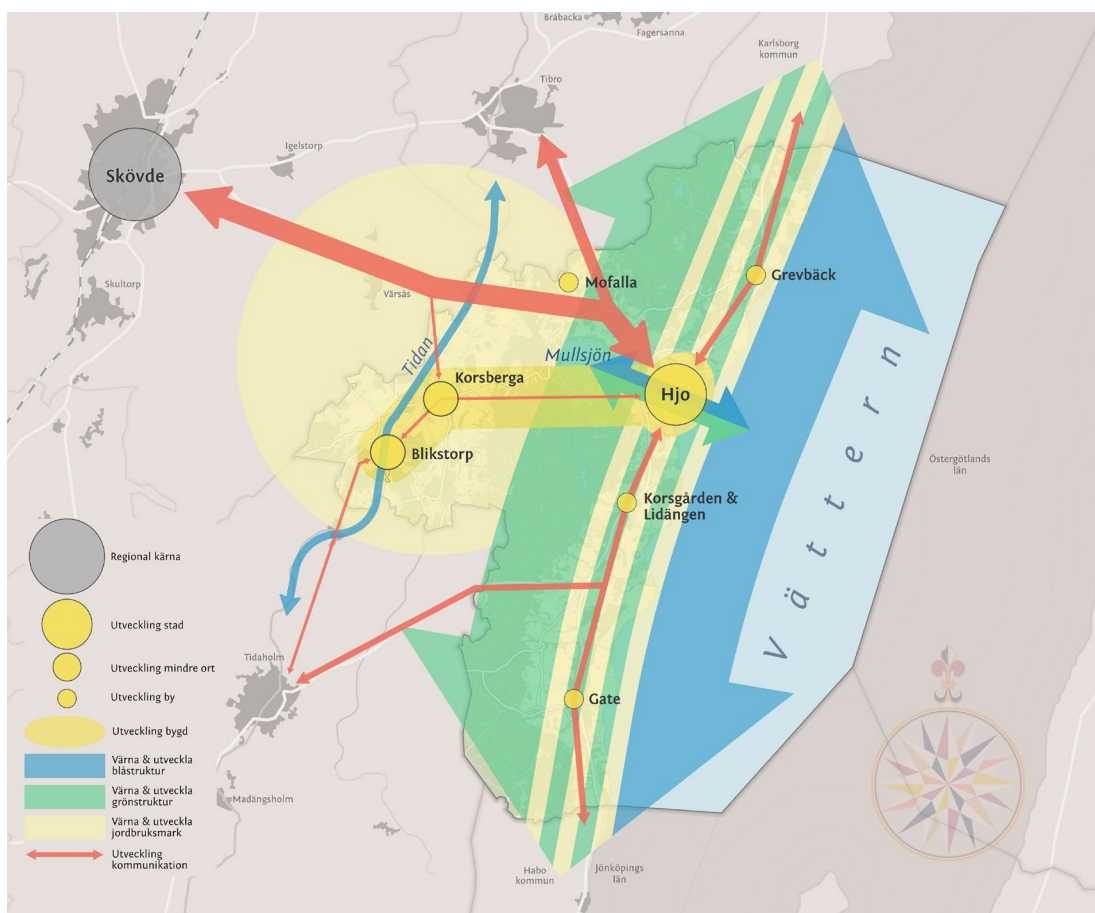 Bråbacka
Fagersanna
Karlsborg
kommun
Tibro
Igelstorp
Skövde
Skultorp
Värsås
Mofalla
Grevbäck
Tidan
Mullsjön
Korsberga
Hjo
Blikstorp
Korsgården &
Lidängen
Vättern
Östergötlands
län
Gate
Tidaholm
Madängsholm
Habo
kommun
Jönköpings
län
Regional kärna
Utveckling stad
Utveckling mindre ort
Utveckling by
Utveckling bygd
Värna & utveckla
blåstruktur
Värna & utveckla
grönstruktur
Värna & utveckla
jordbruksmark
Utveckling
kommunikation